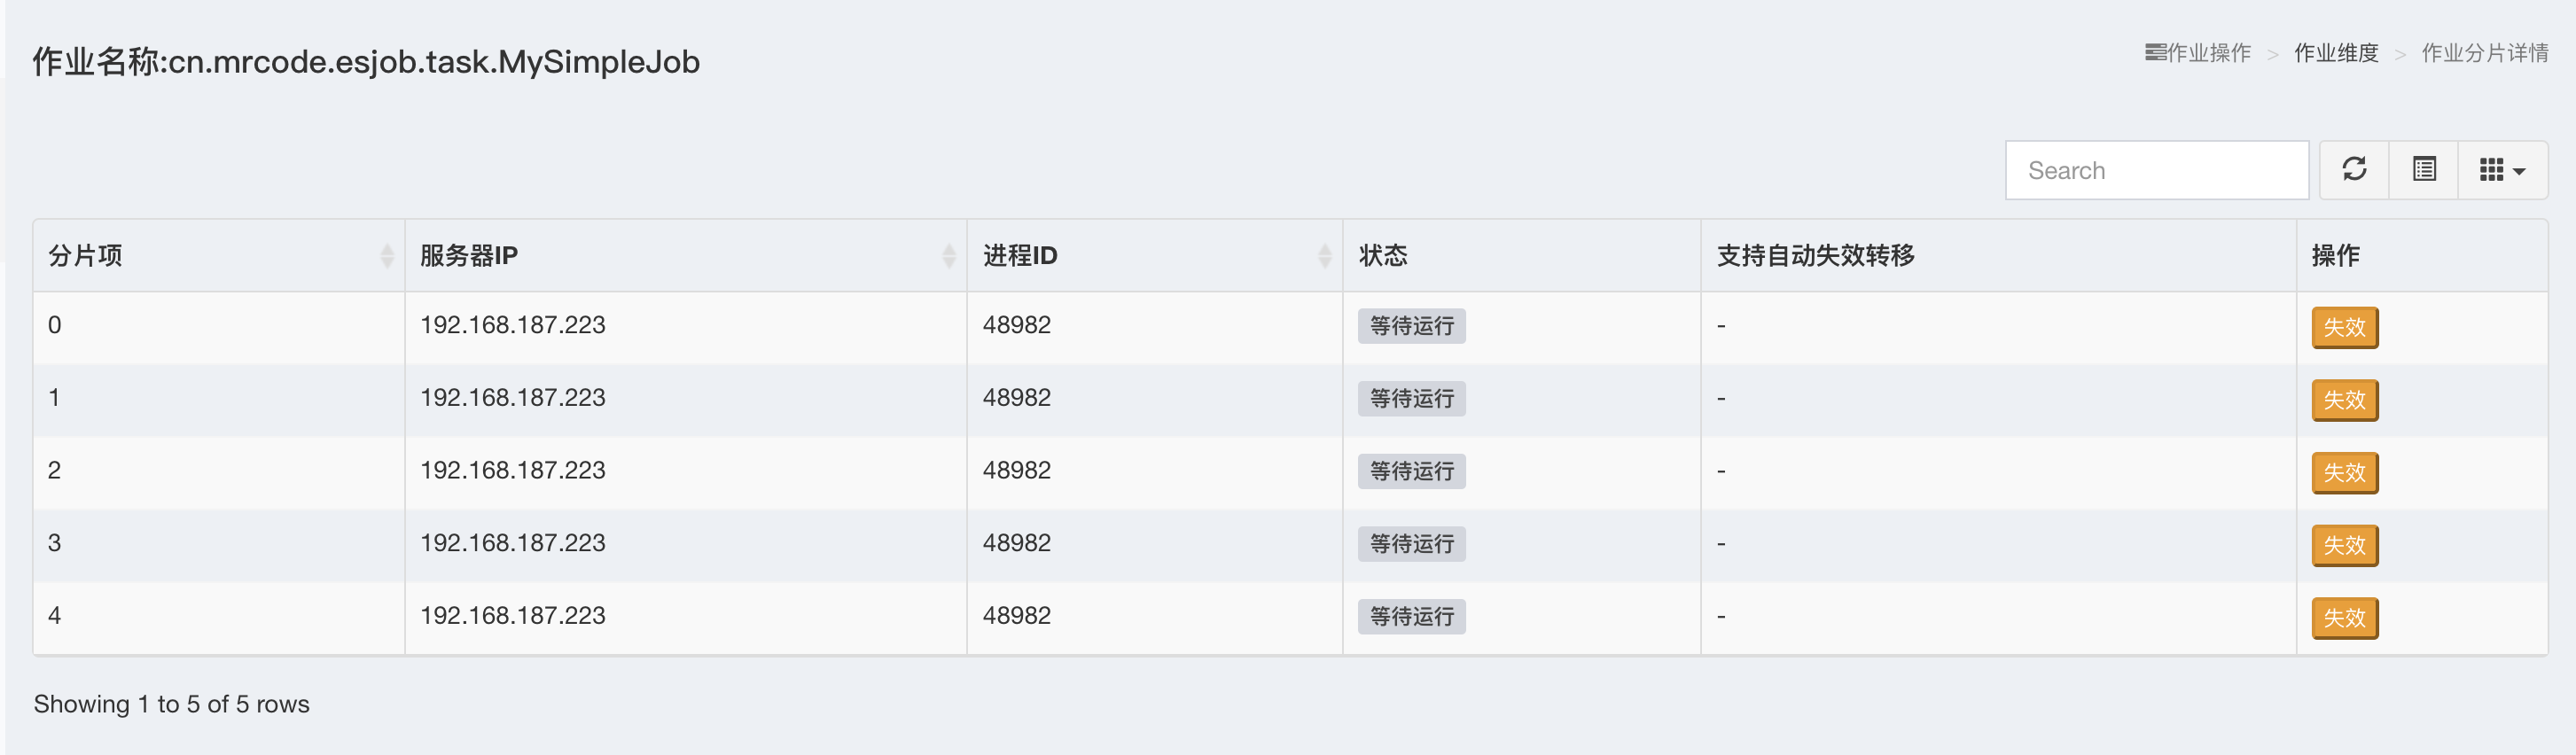 作业名称:cn.mrcode.esjob.task.MySimpleJob
作业操作 > 作业维度 > 作业分片详情
Search
分片项 服务器IP 进程ID 状态 支持自动失效转移 操作
0 192.168.187.223 48982 等待运行 - 失效
1 192.168.187.223 48982 等待运行 - 失效
2 192.168.187.223 48982 等待运行 - 失效
3 192.168.187.223 48982 等待运行 - 失效
4 192.168.187.223 48982 等待运行 - 失效
Showing 1 to 5 of 5 rows